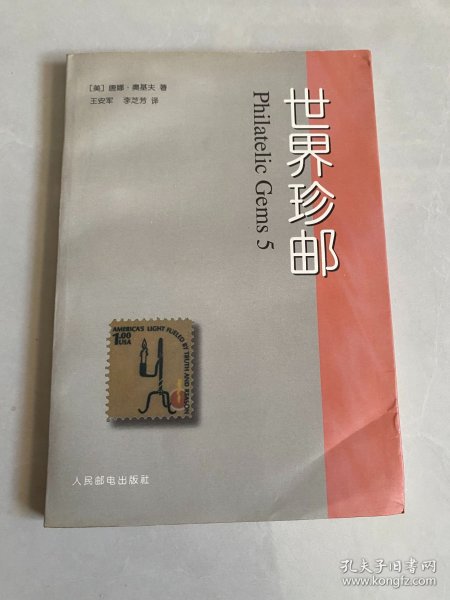 [美] 唐娜·奥基夫 著
王安军 李芝芳 译
世界珍邮
Philatelic Gems 5
AMERICA'S LIGHT FUELED BY TRUTH AND REASON
1.00
USA
人民邮电出版社
孔夫子旧书网
www.kongfz.com